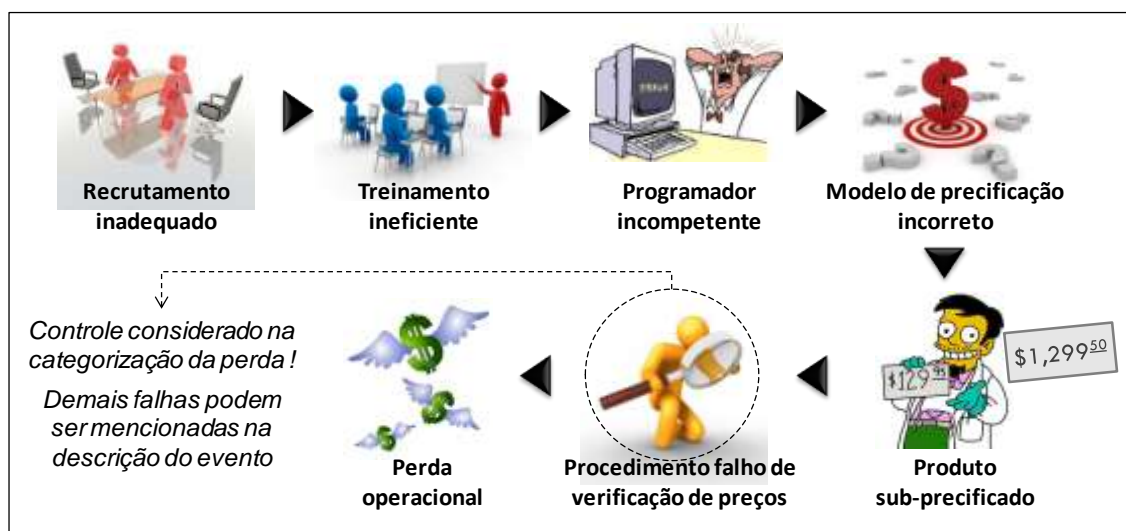 Recrutamento
inadequado
Treinamento
ineficiente
Programador
incompetente
Modelo de precificação
incorreto
Controle considerado na
categorização da perda !
Demais falhas podem
ser mencionadas na
descrição do evento
Perda
operacional
Procedimento falho de
verificação de preços
$129.95
$1,299 50
Produto
sub-precificado